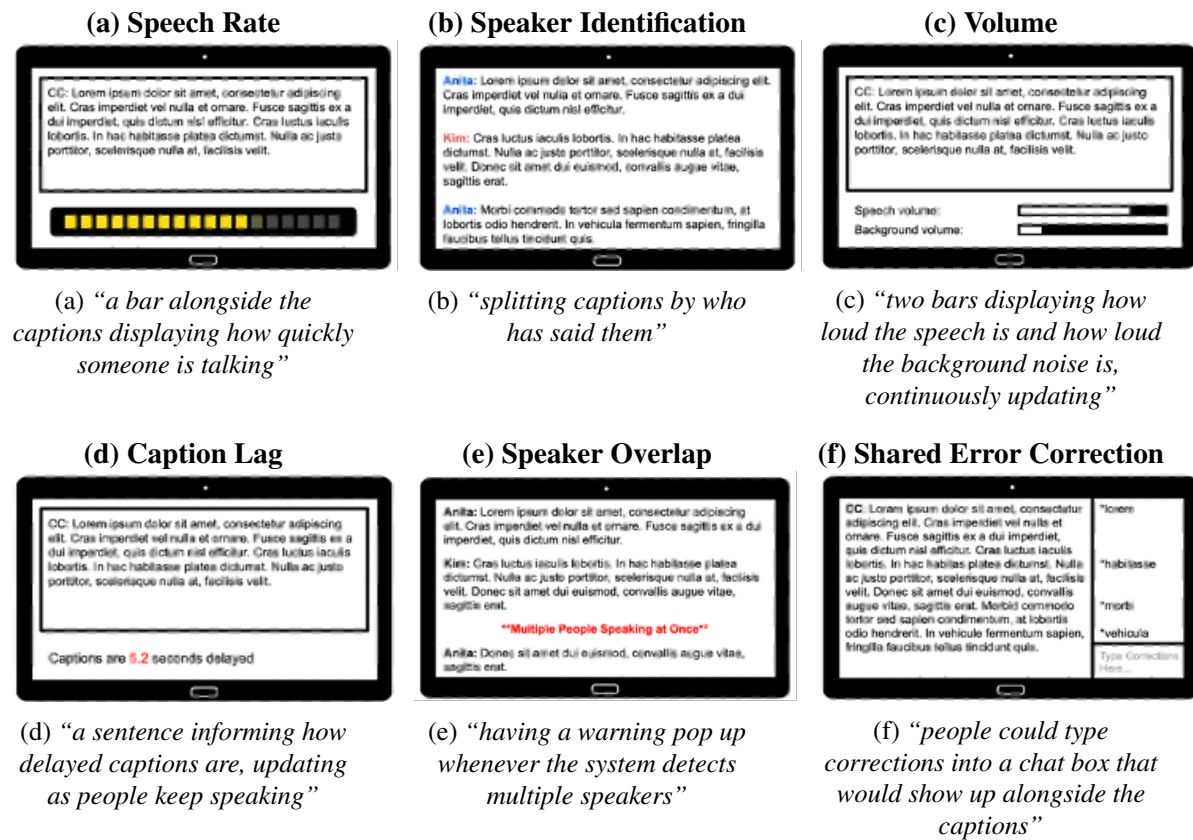 (a) Speech Rate
CC: Lorem ipsum dolor sit amet, consectetur adipiscing
elit. Cras imperdiet vel nulla et ornare. Fusce sagittis ex a
dui imperdiet, quis dictum nisl efficitur. Cras luctus iaculis
lobortis. In hac habitasse platea dictumst. Nulla ac justo
porttitor, scelerisque nulla at, facilisis velit.
(a) “a bar alongside the
captions displaying how quickly
someone is talking”
(b) Speaker Identification
Anita: Lorem ipsum dolor sit amet, consectetur adipiscing elit.
Cras imperdiet vel nulla et ornare. Fusce sagittis ex a dui
imperdiet, quis dictum nisl efficitur.
Kim: Cras luctus iaculis lobortis. In hac habitasse platea
dictumst. Nulla ac justo porttitor, scelerisque nulla at, facilisis
velit. Donec sit amet dui euismod, convallis augue vitae,
sagittis erat.
Anita: Morbi commodo tortor sed sapien condimentum, at
lobortis odio hendrerit. In vehicula fermentum sapien, fringilla
faucibus tellus tincidunt quis.
(b) “splitting captions by who
has said them”
(c) Volume
CC: Lorem ipsum dolor sit amet, consectetur adipiscing
elit. Cras imperdiet vel nulla et ornare. Fusce sagittis ex a
dui imperdiet, quis dictum nisl efficitur. Cras luctus iaculis
lobortis. In hac habitasse platea dictumst. Nulla ac justo
porttitor, scelerisque nulla at, facilisis velit.
Speech volume:
Background volume:
(c) “two bars displaying how
loud the speech is and how loud
the background noise is,
continuously updating”
(d) Caption Lag
CC: Lorem ipsum dolor sit amet, consectetur adipiscing
elit. Cras imperdiet vel nulla et ornare. Fusce sagittis ex a
dui imperdiet, quis dictum nisl efficitur. Cras luctus iaculis
lobortis. In hac habitasse platea dictumst. Nulla ac justo
porttitor, scelerisque nulla at, facilisis velit.
Captions are 5.2 seconds delayed
(d) “a sentence informing how
delayed captions are, updating
as people keep speaking”
(e) Speaker Overlap
Anita: Lorem ipsum dolor sit amet, consectetur adipiscing
elit. Cras imperdiet vel nulla et ornare. Fusce sagittis ex a
dui imperdiet, quis dictum nisl efficitur.
Kim: Cras luctus iaculis lobortis. In hac habitasse platea
dictumst. Nulla ac justo porttitor, scelerisque nulla at, facilisis
velit. Donec sit amet dui euismod, convallis augue vitae,
sagittis erat.
**Multiple People Speaking at Once**
Anita: Donec sit amet dui euismod, convallis augue vitae,
sagittis erat.
(e) “having a warning pop up
whenever the system detects
multiple speakers”
(f) Shared Error Correction
CC: Lorem ipsum dolor sit amet, consectetur
adipiscing elit. Cras imperdiet vel nulla et
ornare. Fusce sagittis ex a dui imperdiet,
quis dictum nisl efficitur. Cras luctus iaculis
lobortis. In hac habitas platea dictumst. Nulla
ac justo porttitor, scelerisque nulla at, facilisis
velit. Donec sit amet dui euismod, convallis
augue vitae, sagittis erat. Morbid commodo
tortor sed sapien condimentum, at lobortis
odio hendrerit. In vehicule fermentum sapien,
fringilla faucibus tellus tincidunt quis.
*lorem
*habitasse
*morbi
*vehicula
Type Corrections
Here...
(f) “people could type
corrections into a chat box that
would show up alongside the
captions”